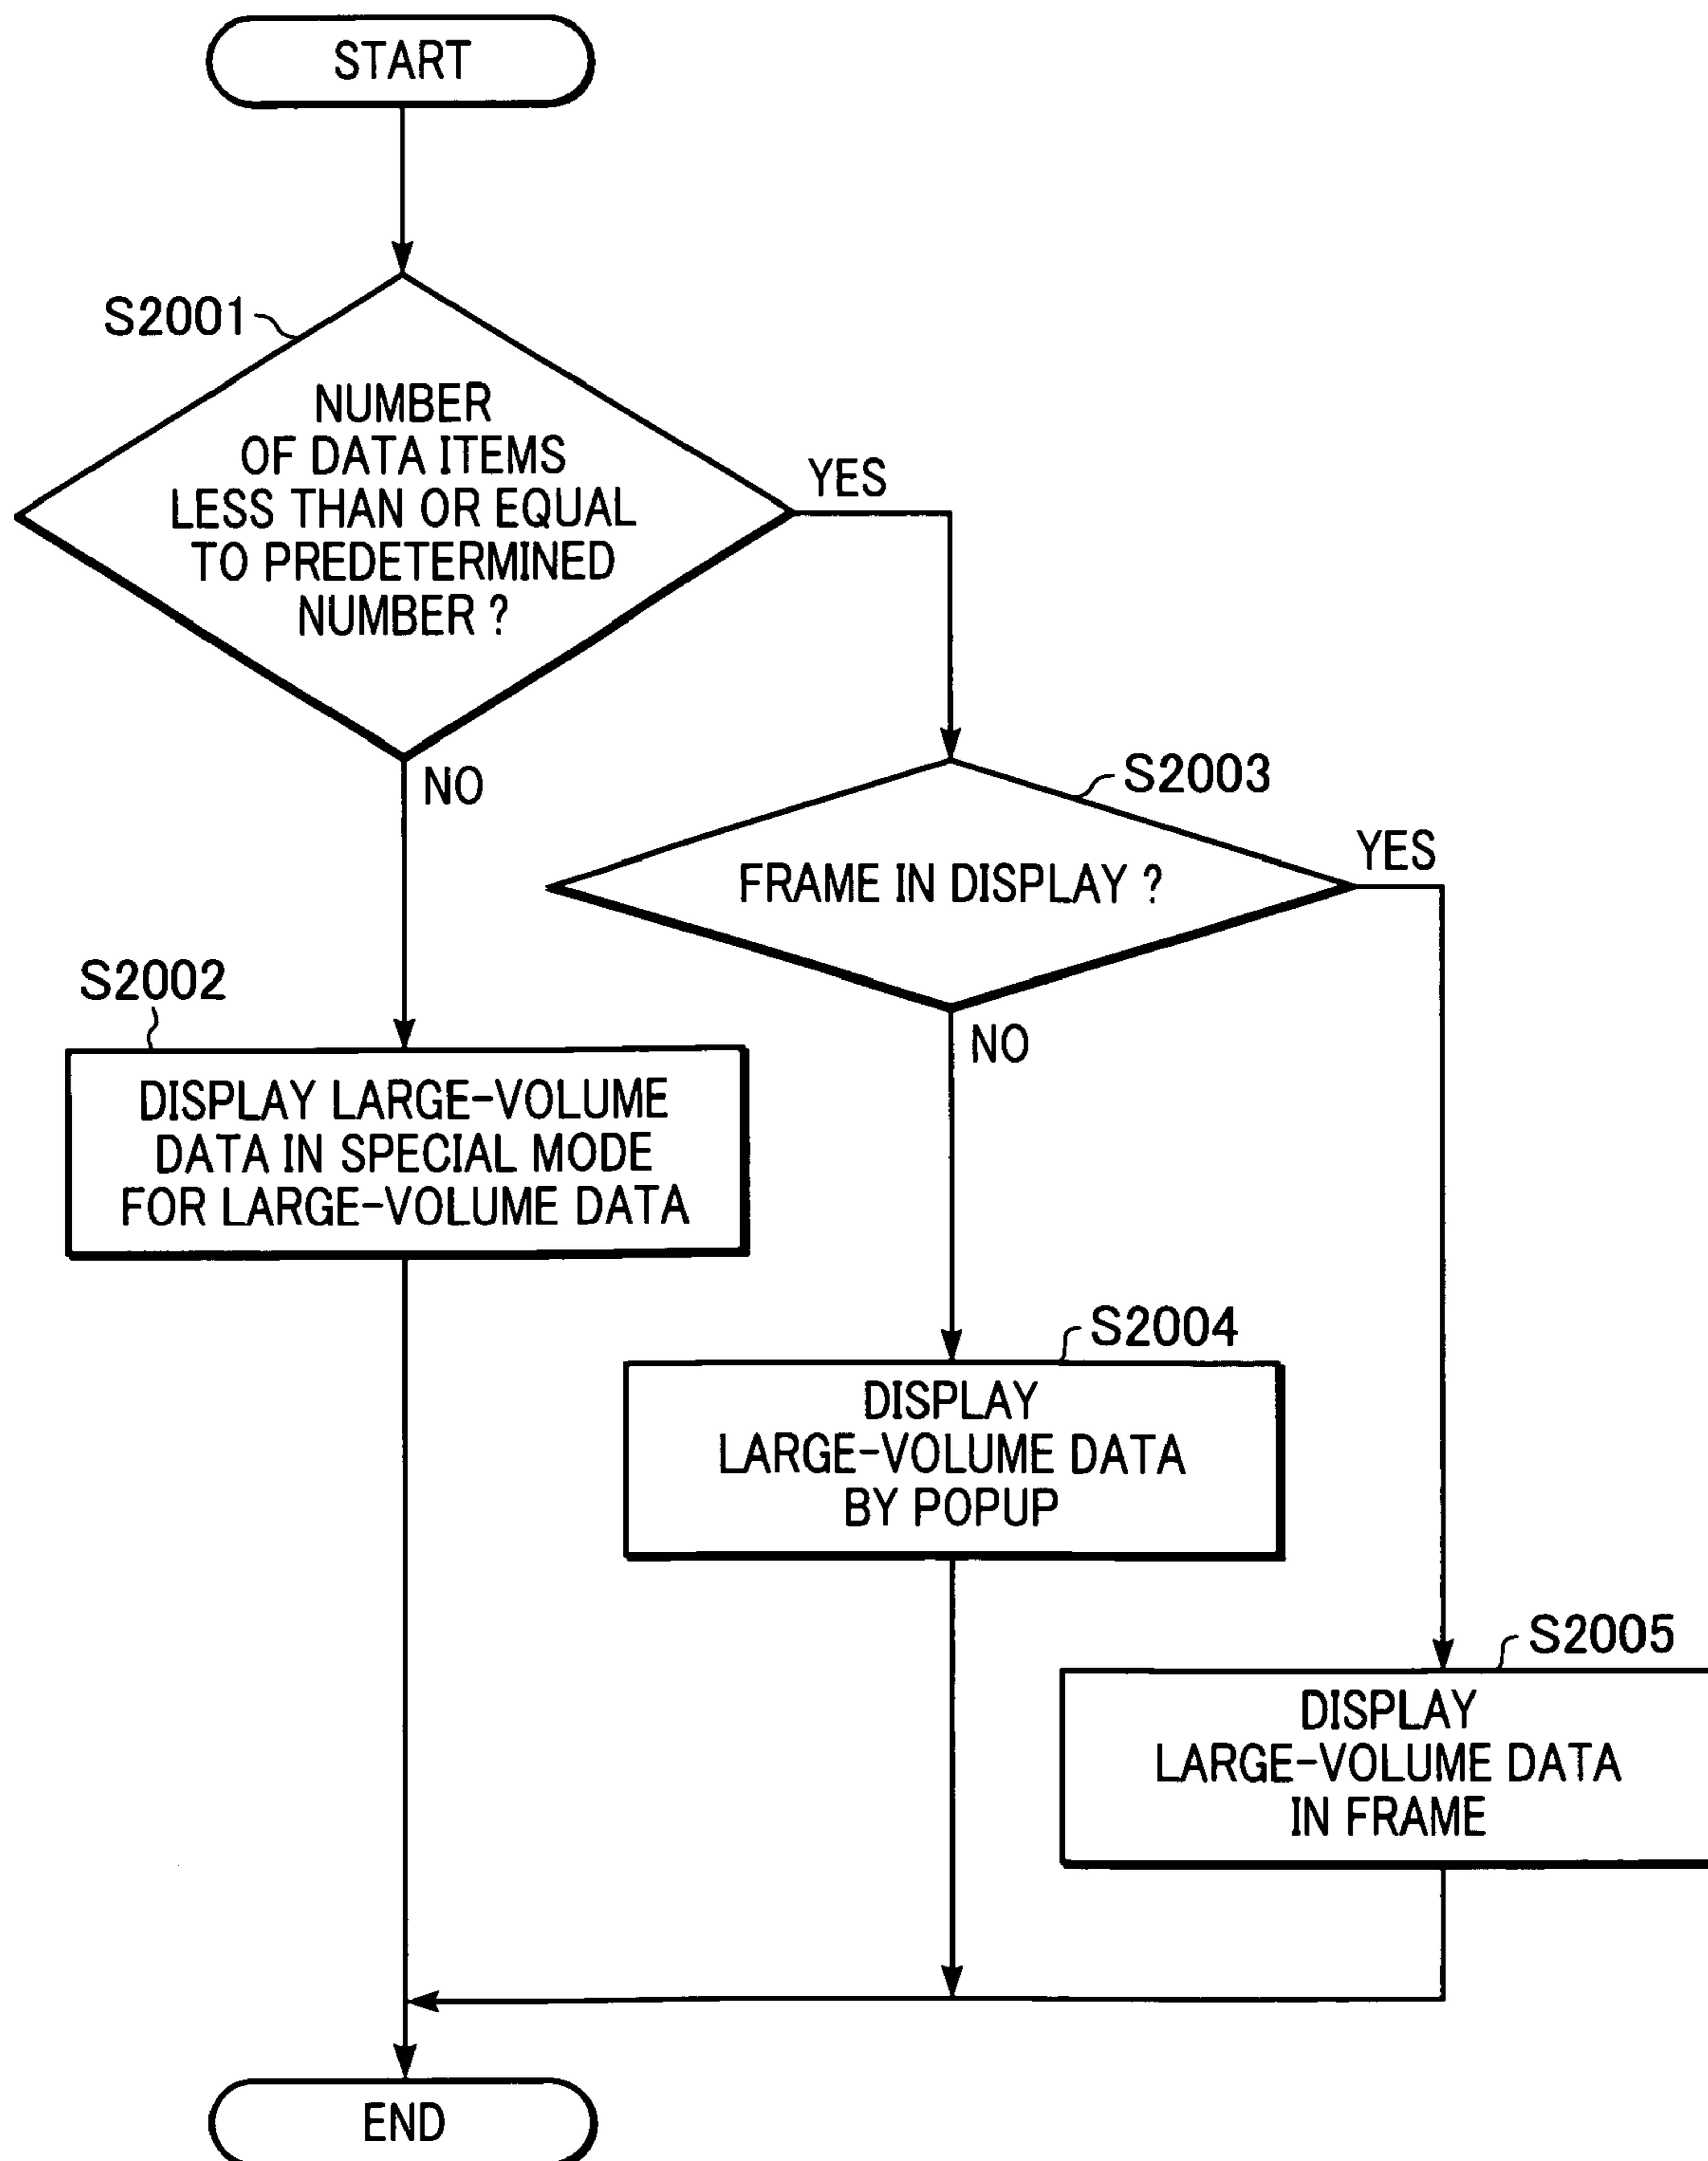 START
S2001
NUMBER
OF DATA ITEMS
LESS THAN OR EQUAL
TO PREDETERMINED
NUMBER ?
YES
NO
S2003
FRAME IN DISPLAY ?
YES
NO
S2002
DISPLAY LARGE-VOLUME
DATA IN SPECIAL MODE
FOR LARGE-VOLUME DATA
S2004
DISPLAY
LARGE-VOLUME DATA
BY POPUP
S2005
DISPLAY
LARGE-VOLUME DATA
IN FRAME
END